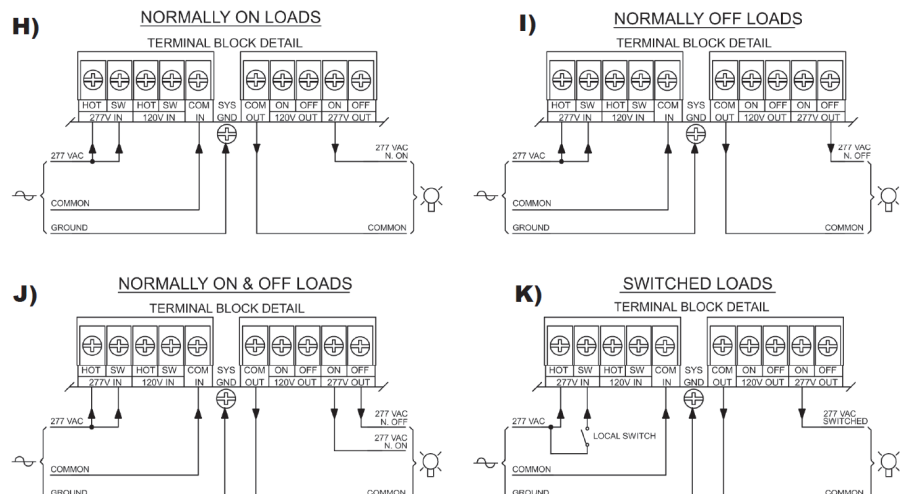 H)
NORMALLY ON LOADS
TERMINAL BLOCK DETAIL
HOT SW HOT SW COM SYS COM ON OFF ON OFF
277V IN 120V IN IN GND OUT 120V OUT 277V OUT
277 VAC
277 VAC
N. ON
COMMON
GROUND
COMMON
I)
NORMALLY OFF LOADS
TERMINAL BLOCK DETAIL
HOT SW HOT SW COM SYS COM ON OFF ON OFF
277V IN 120V IN IN GND OUT 120V OUT 277V OUT
277 VAC
277 VAC
N. OFF
COMMON
GROUND
COMMON
J)
NORMALLY ON & OFF LOADS
TERMINAL BLOCK DETAIL
HOT SW HOT SW COM SYS COM ON OFF ON OFF
277V IN 120V IN IN GND OUT 120V OUT 277V OUT
277 VAC
277 VAC
N. OFF
277 VAC
N. ON
COMMON
GROUND
COMMON
K)
SWITCHED LOADS
TERMINAL BLOCK DETAIL
HOT SW HOT SW COM SYS COM ON OFF ON OFF
277V IN 120V IN IN GND OUT 120V OUT 277V OUT
277 VAC
277 VAC
SWITCHED
LOCAL SWITCH
COMMON
GROUND
COMMON